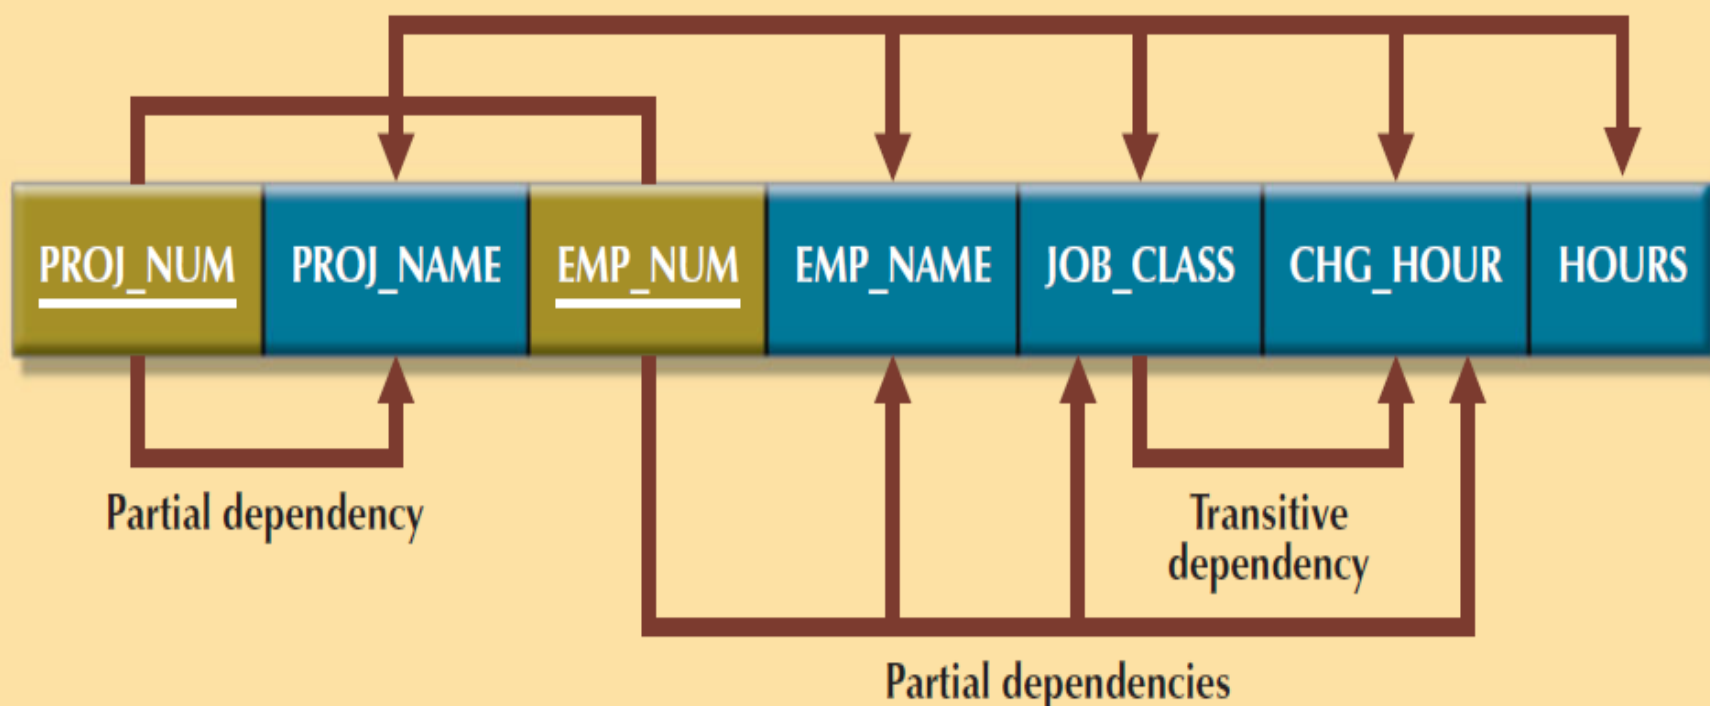 PROJ_NUM PROJ_NAME EMP_NUM EMP_NAME JOB_CLASS CHG_HOUR HOURS
Partial dependency
Transitive
dependency
Partial dependencies